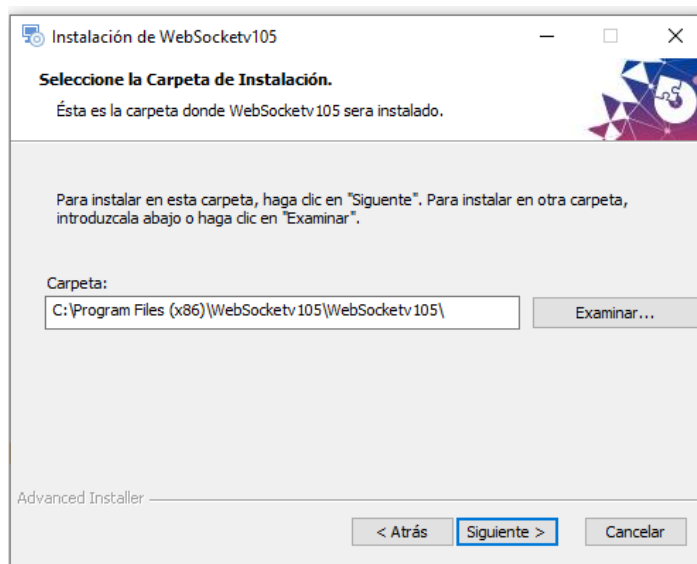 Instalación de WebSocketv105
Seleccione la Carpeta de Instalación.
Ésta es la carpeta donde WebSocketv105 sera instalado.
Para instalar en esta carpeta, haga clic en "Siguente". Para instalar en otra carpeta,
introduzcala abajo o haga clic en "Examinar".
Carpeta:
C:\Program Files (x86)\WebSocketv105\WebSocketv105\
Examinar...
Advanced Installer
< Atrás
Siguiente >
Cancelar